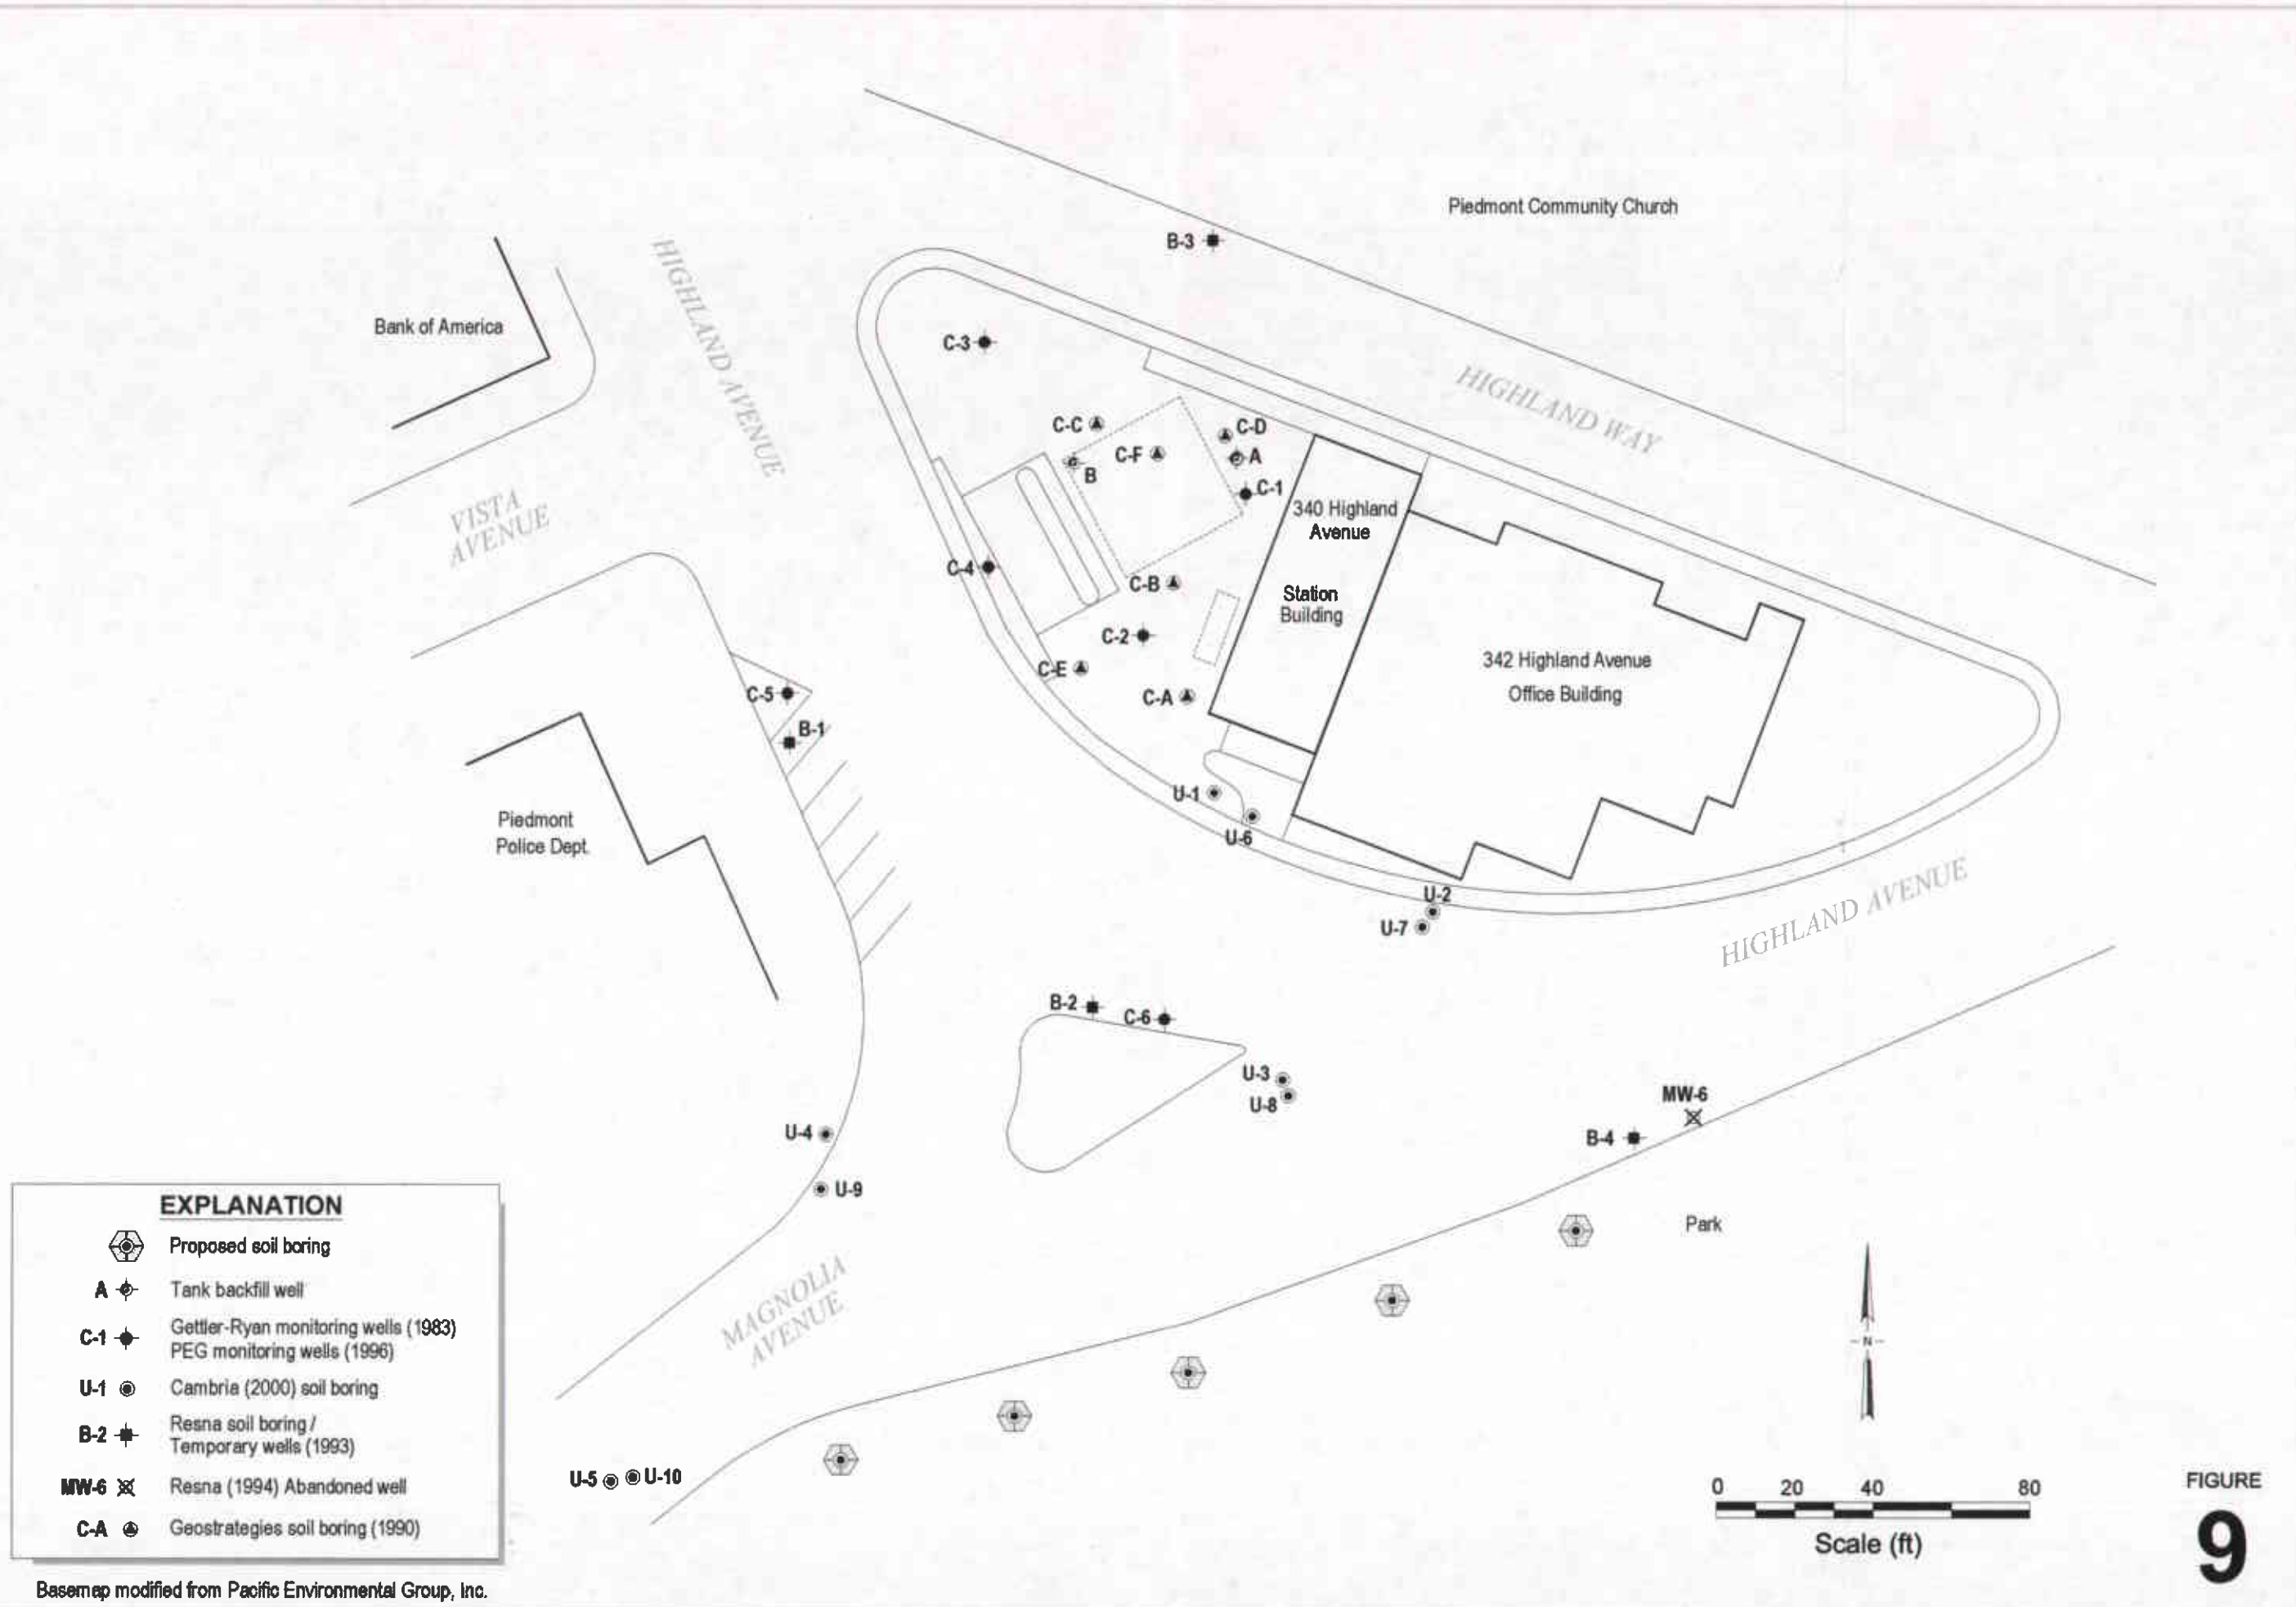 Piedmont Community Church
B-3
HIGHLAND AVENUE
Bank of America
C-3
HIGHLAND WAY
C-C
C-D
C-F
A
B
C-1
340 Highland
Avenue
VISTA
AVENUE
C-4
C-B
Station
Building
C-2
342 Highland Avenue
Office Building
C-E
C-5
C-A
B-1
U-1
Piedmont
Police Dept.
U-6
U-2
U-7
HIGHLAND AVENUE
B-2
C-6
U-3
U-8
MW-6
U-4
B-4
U-9
Park
MAGNOLIA
AVENUE
N
U-5
U-10
EXPLANATION
Proposed soil boring
A
Tank backfill well
C-1
Gettler-Ryan monitoring wells (1983)
PEG monitoring wells (1996)
U-1
Cambria (2000) soil boring
B-2
Resna soil boring /
Temporary wells (1993)
MW-6
Resna (1994) Abandoned well
C-A
Geostrategies soil boring (1990)
Basemap modified from Pacific Environmental Group, Inc.
0 20 40 80
Scale (ft)
FIGURE
9